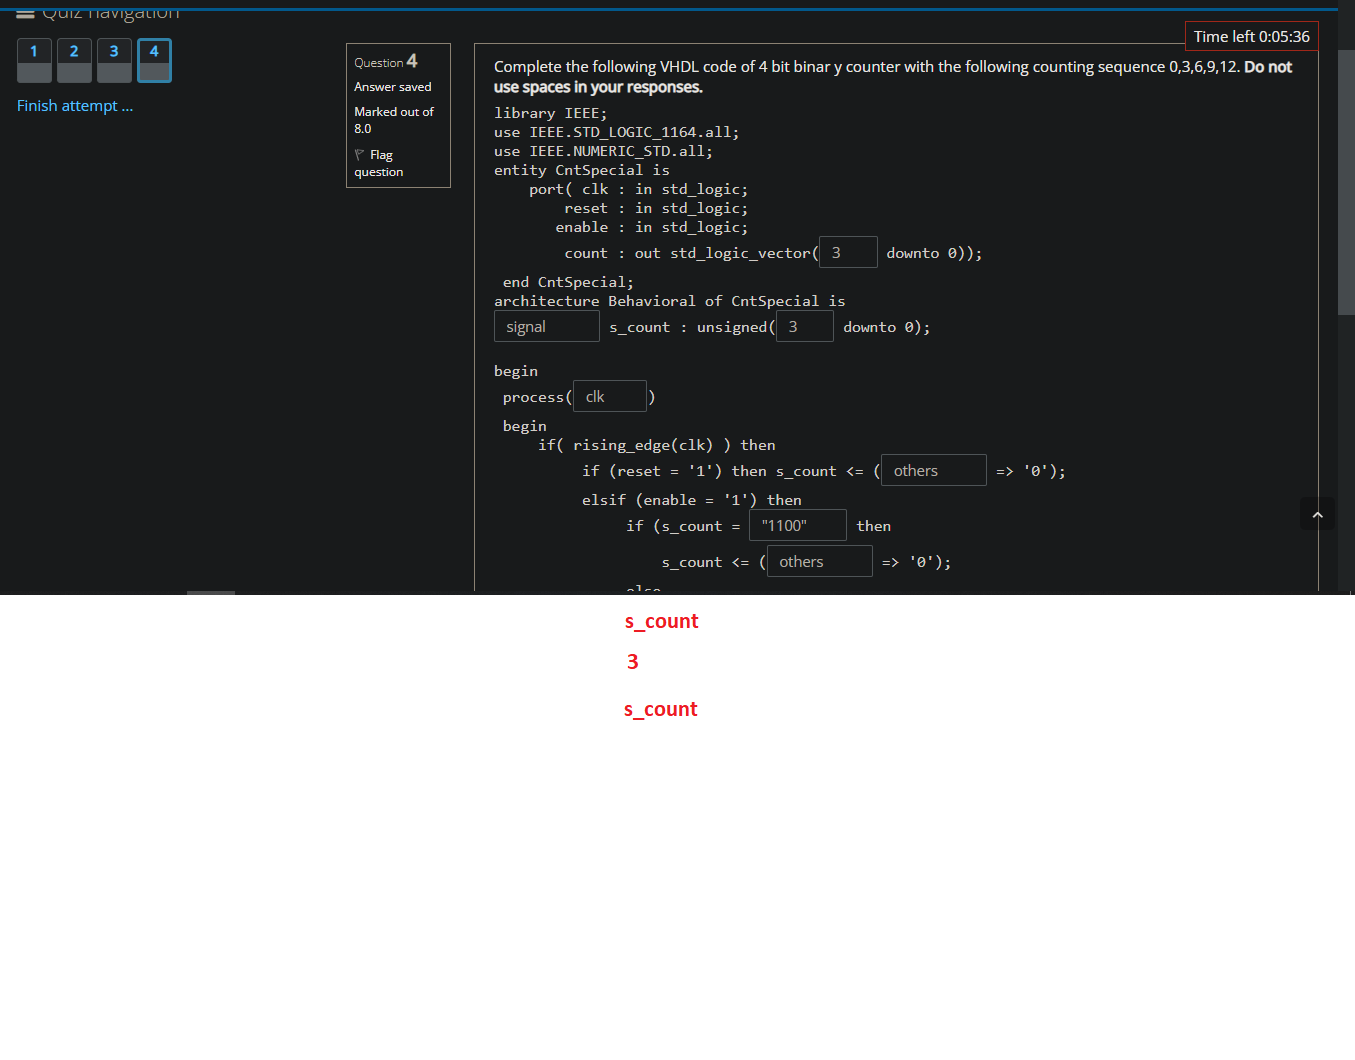 Quiz navigation
1 2 3 4
Finish attempt ...
Time left 0:05:36
Question 4
Answer saved
Marked out of
8.0
Flag
question
Complete the following VHDL code of 4 bit binar y counter with the following counting sequence 0,3,6,9,12. Do not
use spaces in your responses.
library IEEE;
use IEEE.STD_LOGIC_1164.all;
use IEEE.NUMERIC_STD.all;
entity CntSpecial is
port( clk : in std_logic;
reset : in std_logic;
enable : in std_logic;
count : out std_logic_vector( 3 downto 0));
end CntSpecial;
architecture Behavioral of CntSpecial is
signal s_count : unsigned( 3 downto 0);
begin
process( clk )
begin
if( rising_edge(clk) ) then
if (reset = '1') then s_count <= ( others => '0');
elsif (enable = '1') then
if (s_count = "1100" then
s_count <= ( others => '0');
else
s_count
3
s_count